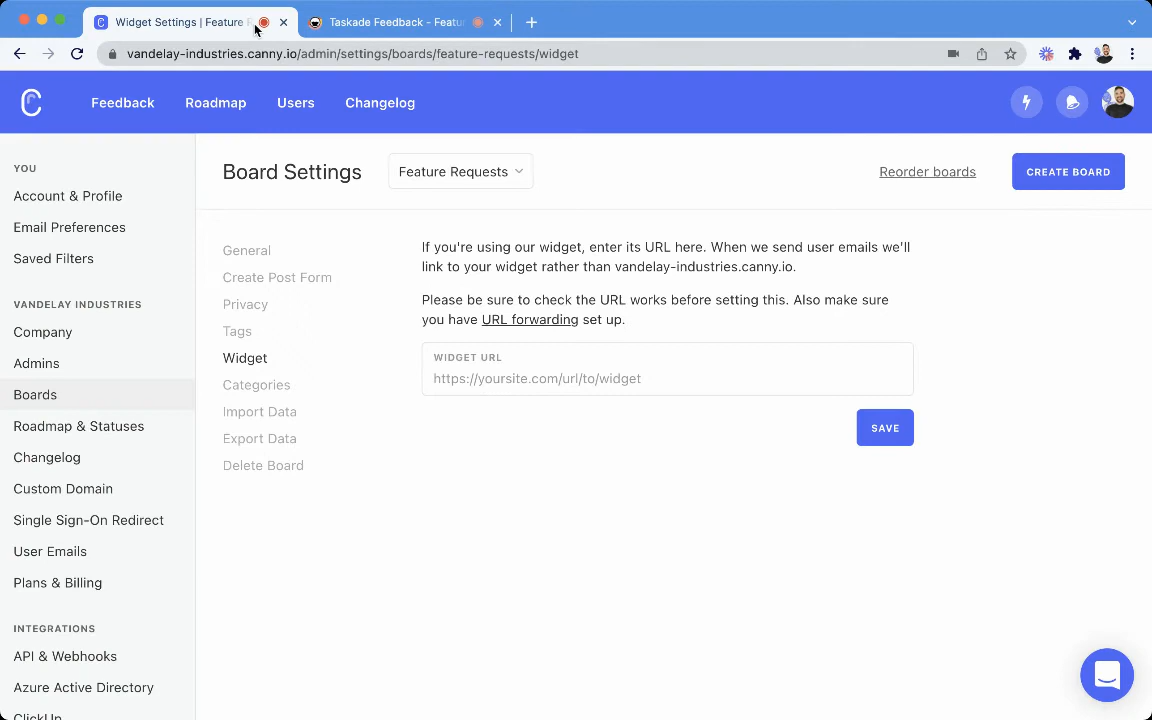 Widget Settings | Feature
Taskade Feedback - Featur
vandelay-industries.canny.io/admin/settings/boards/feature-requests/widget
Feedback
Roadmap
Users
Changelog
YOU
Account & Profile
Email Preferences
Saved Filters
VANDELAY INDUSTRIES
Company
Admins
Boards
Roadmap & Statuses
Changelog
Custom Domain
Single Sign-On Redirect
User Emails
Plans & Billing
INTEGRATIONS
API & Webhooks
Azure Active Directory
ClickUp
Board Settings
Feature Requests
Reorder boards
CREATE BOARD
General
Create Post Form
Privacy
Tags
Widget
Categories
Import Data
Export Data
Delete Board
If you're using our widget, enter its URL here. When we send user emails we'll
link to your widget rather than vandelay-industries.canny.io.
Please be sure to check the URL works before setting this. Also make sure
you have URL forwarding set up.
WIDGET URL
https://yoursite.com/url/to/widget
SAVE